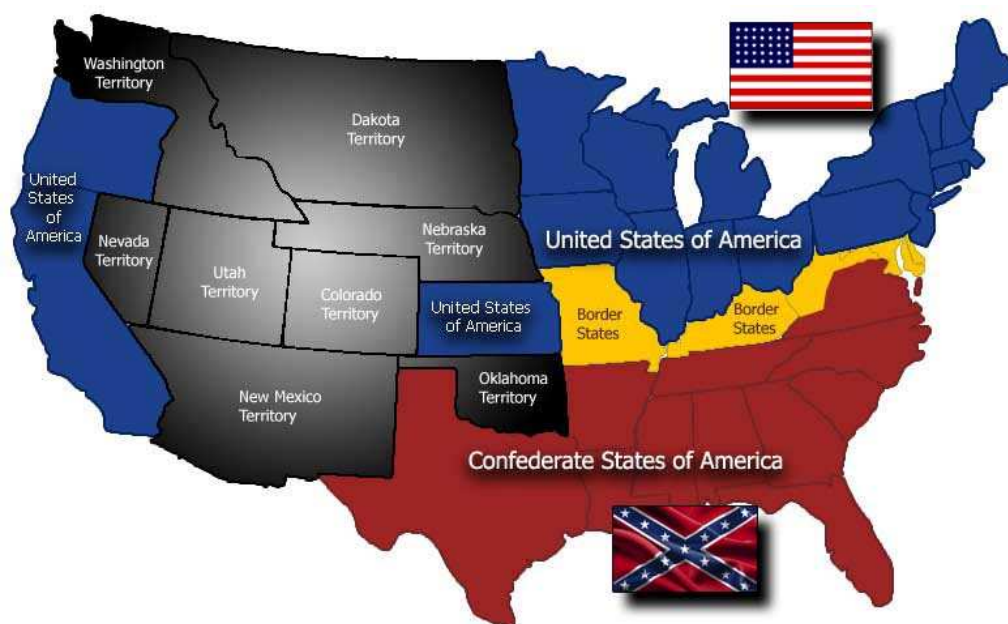 Washington
Territory
Dakota
Territory
United
States
of
America
Nevada
Territory
Utah
Territory
Nebraska
Territory
Colorado
Territory
United States
of America
United States of America
Border
States
Border
States
New Mexico
Territory
Oklahoma
Territory
Confederate States of America